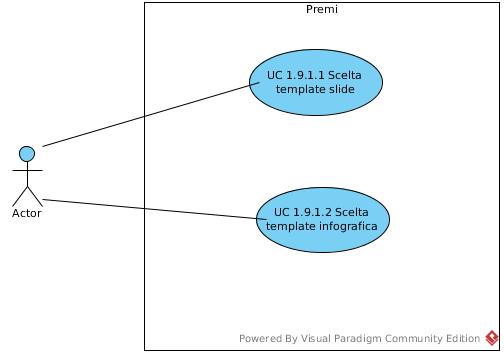 Premi
UC 1.9.1.1 Scelta
template slide
Actor
UC 1.9.1.2 Scelta
template infografica
Powered By Visual Paradigm Community Edition